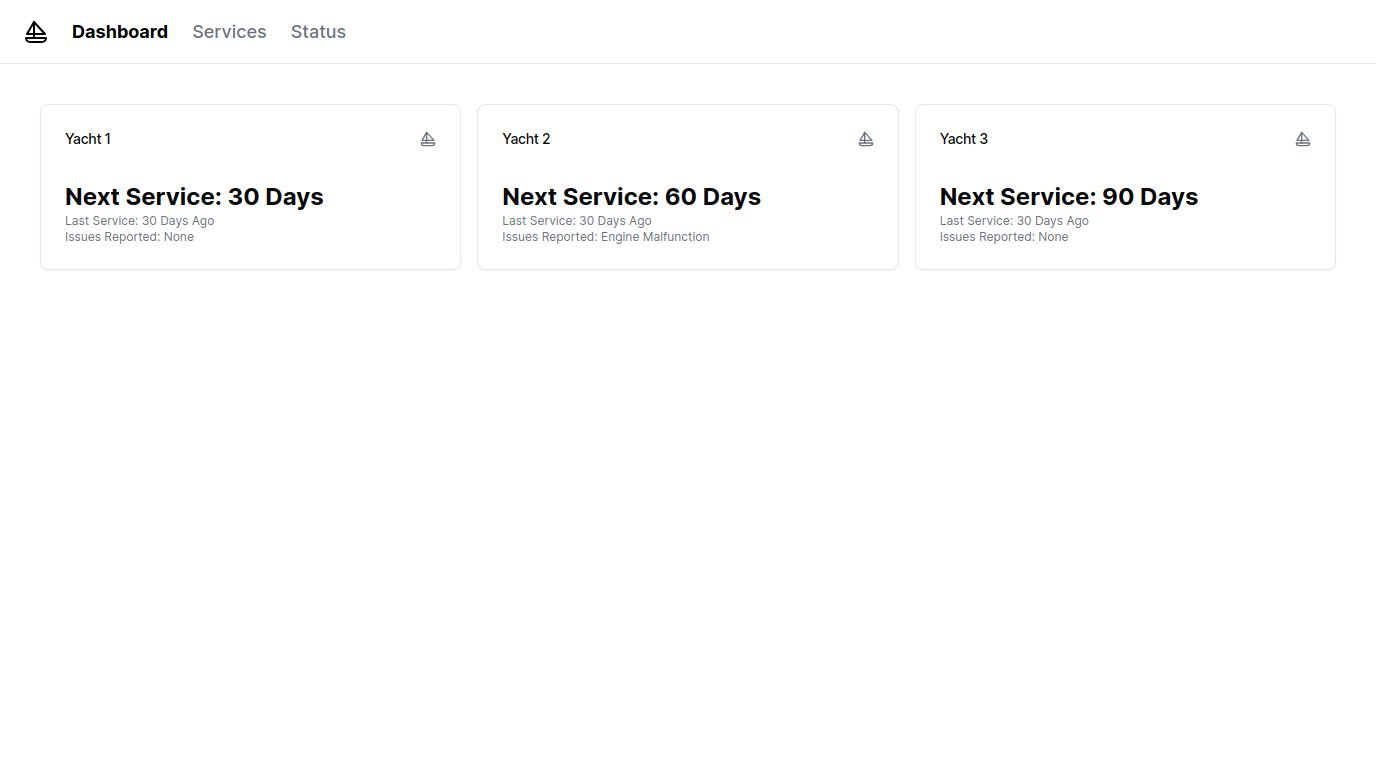 Dashboard Services Status
Yacht 1
Next Service: 30 Days
Last Service: 30 Days Ago
Issues Reported: None
Yacht 2
Next Service: 60 Days
Last Service: 30 Days Ago
Issues Reported: Engine Malfunction
Yacht 3
Next Service: 90 Days
Last Service: 30 Days Ago
Issues Reported: None